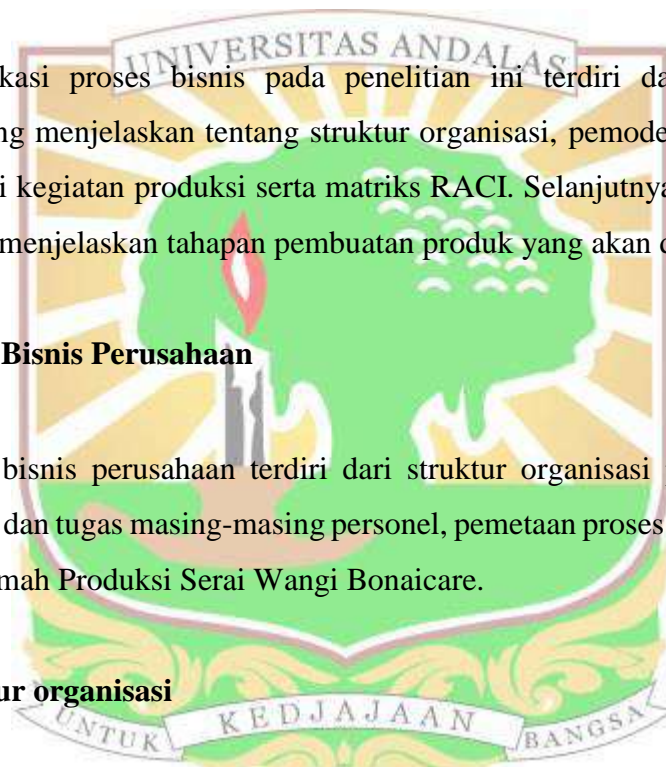 UNIVERSITAS ANDALAS
kasi proses bisnis pada penelitian ini terdiri da
ng menjelaskan tentang struktur organisasi, pemode
i kegiatan produksi serta matriks RACI. Selanjutnya
menjelaskan tahapan pembuatan produk yang akan
Bisnis Perusahaan
bisnis perusahaan terdiri dari struktur organisasi
dan tugas masing-masing personel, pemetaan proses
mah Produksi Serai Wangi Bonaicare.
ur organisasi
UNTUK KEDJAJAAN BANGSA